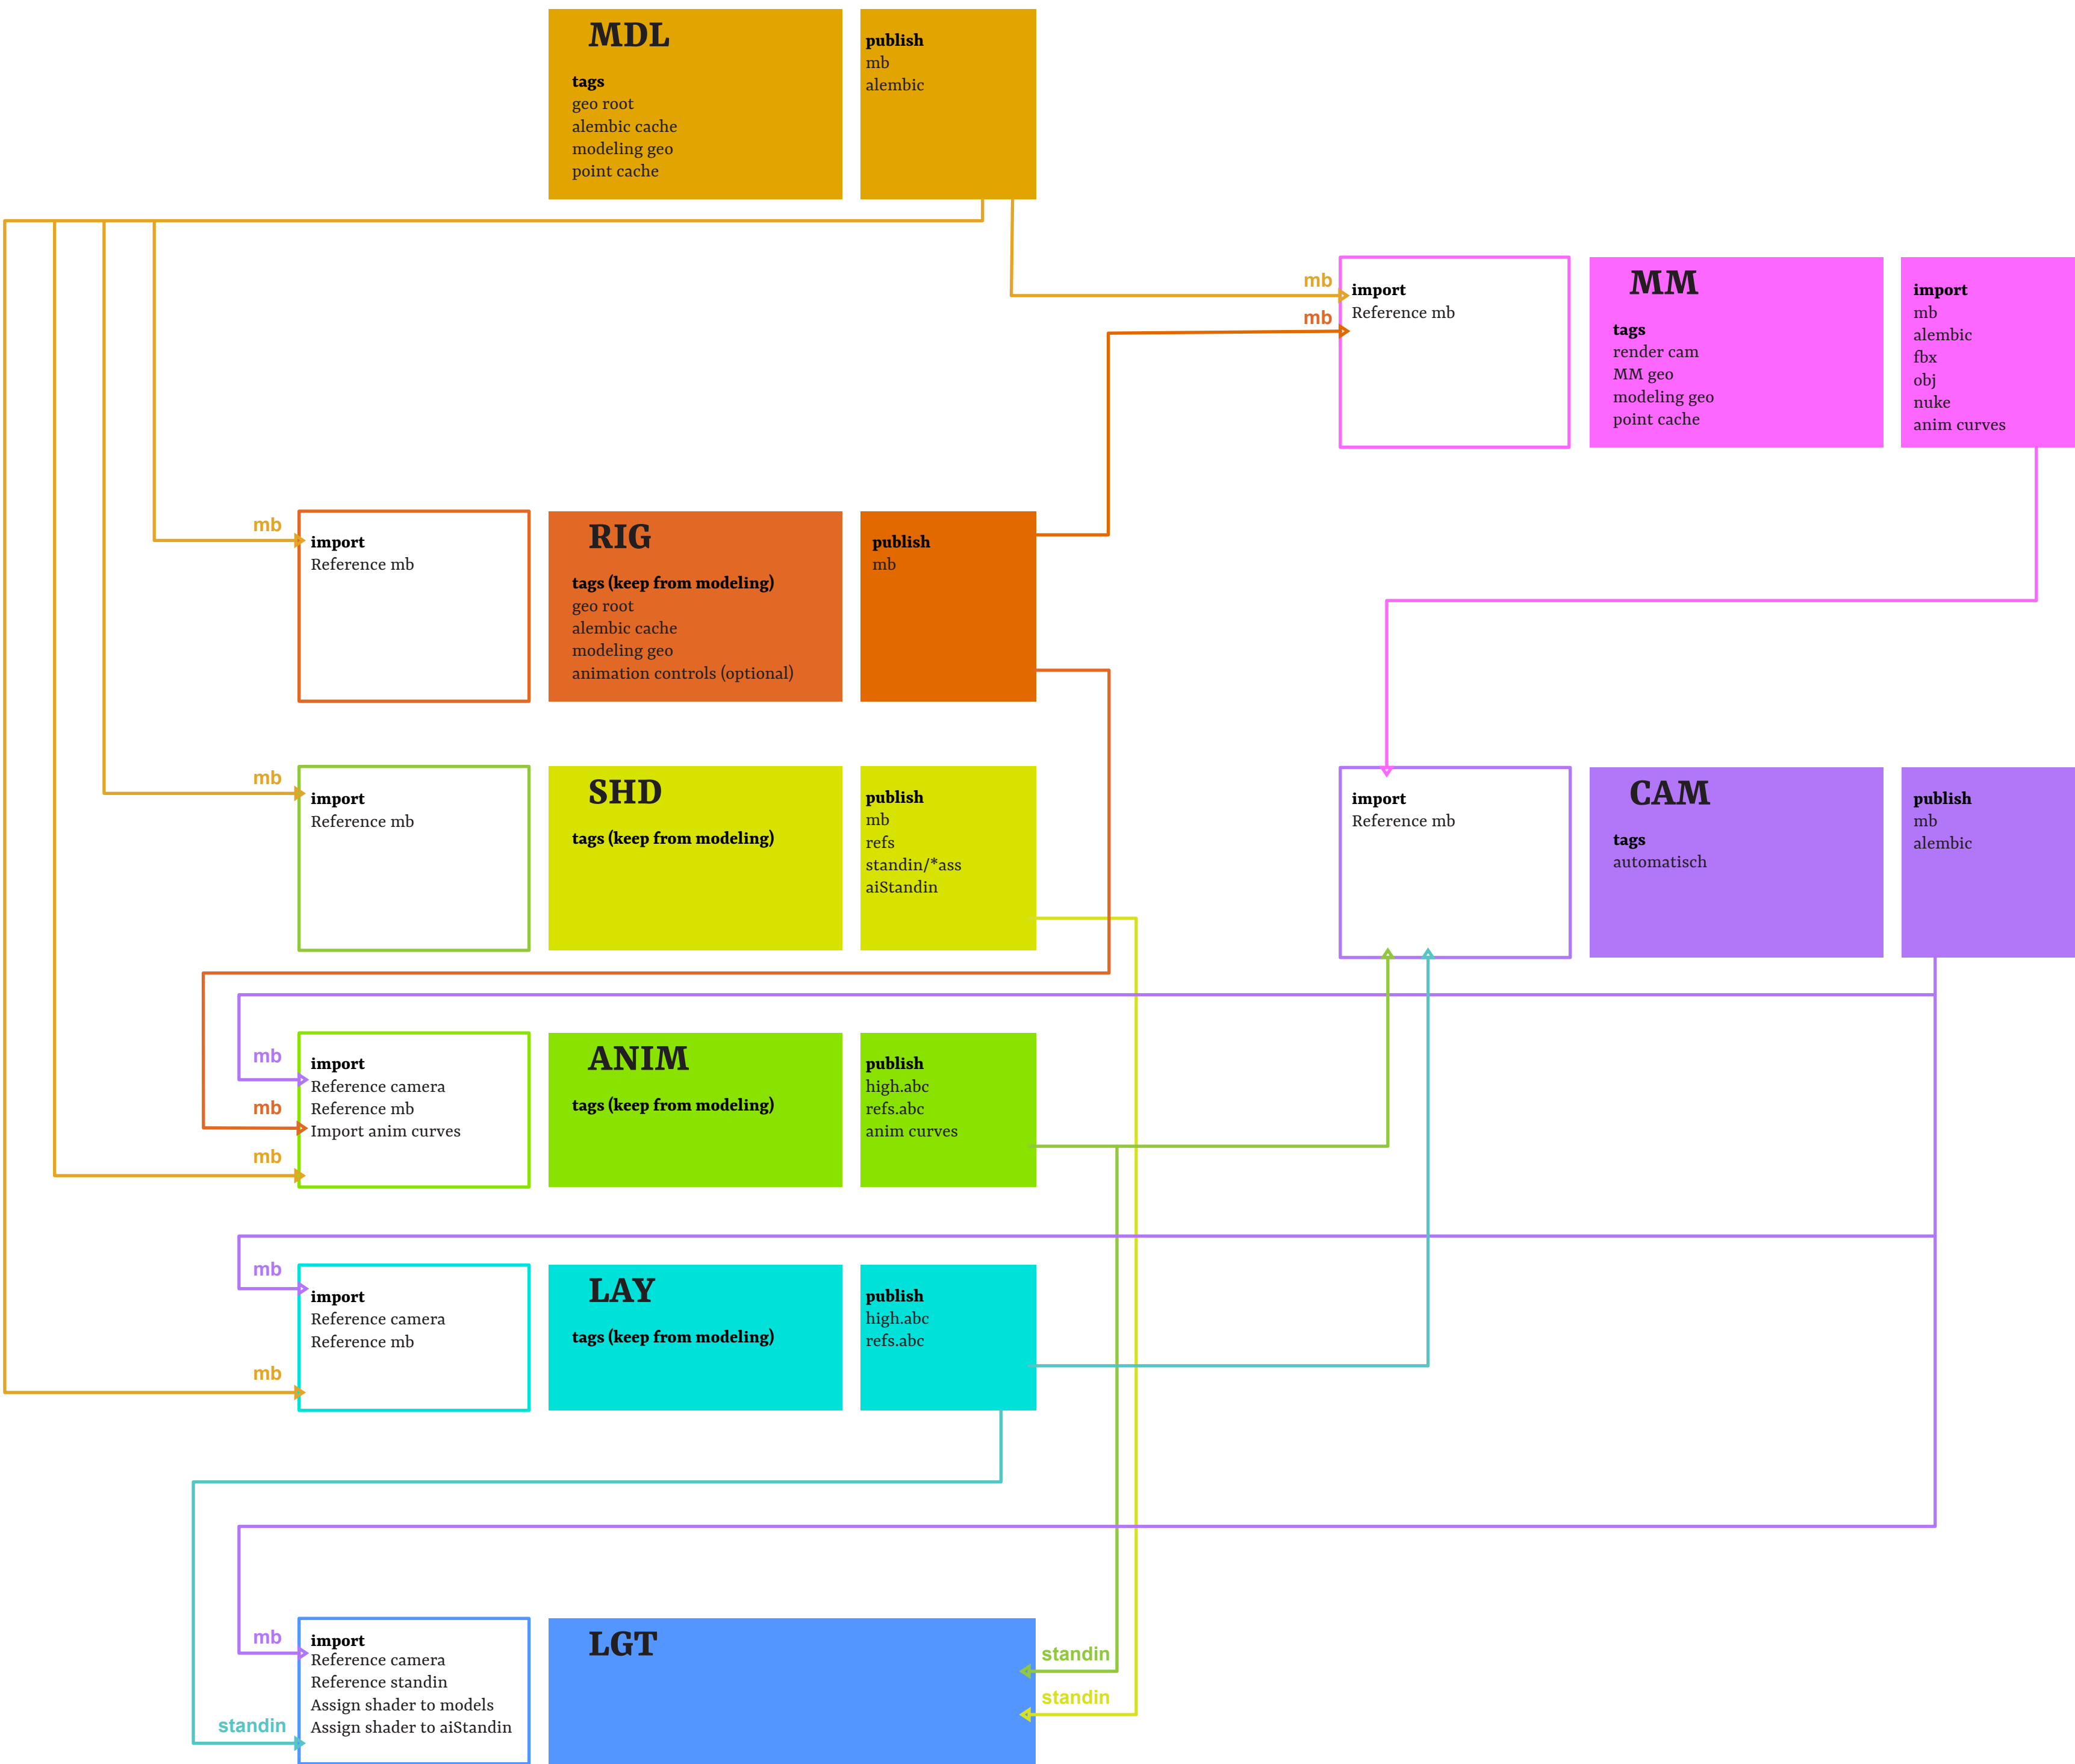 MDL
tags
geo root
alembic cache
modeling geo
point cache
publish
mb
alembic
mb
mb
import
Reference mb
MM
tags
render cam
MM geo
modeling geo
point cache
import
mb
alembic
fbx
obj
nuke
anim curves
mb
import
Reference mb
RIG
tags (keep from modeling)
geo root
alembic cache
modeling geo
animation controls (optional)
publish
mb
mb
import
Reference mb
SHD
tags (keep from modeling)
publish
mb
refs
standin/*ass
aiStandin
import
Reference mb
CAM
tags
automatisch
publish
mb
alembic
mb
mb
mb
import
Reference camera
Reference mb
Import anim curves
ANIM
tags (keep from modeling)
publish
high.abc
refs.abc
anim curves
mb
mb
import
Reference camera
Reference mb
LAY
tags (keep from modeling)
publish
high.abc
refs.abc
mb
standin
import
Reference camera
Reference standin
Assign shader to models
Assign shader to aiStandin
LGT
standin
standin